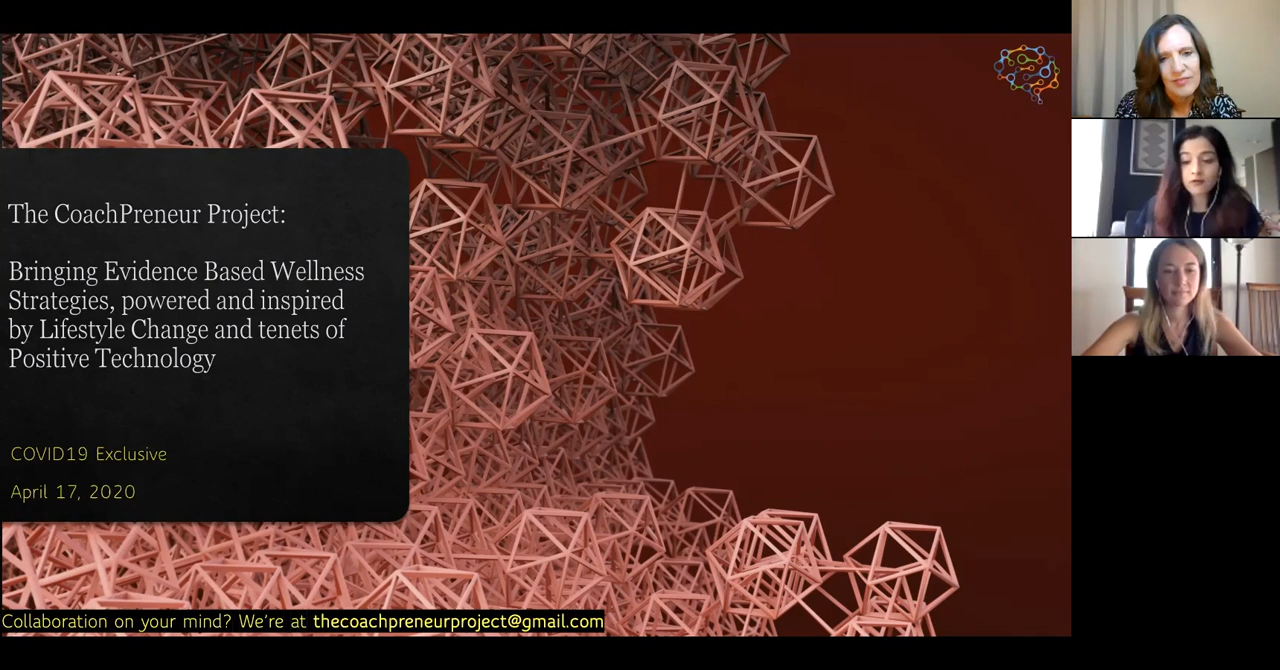 The CoachPreneur Project:
Bringing Evidence Based Wellness
Strategies, powered and inspired
by Lifestyle Change and tenets of
Positive Technology
COVID19 Exclusive
April 17, 2020
Collaboration on your mind? We're at thecoachpreneurproject@gmail.com